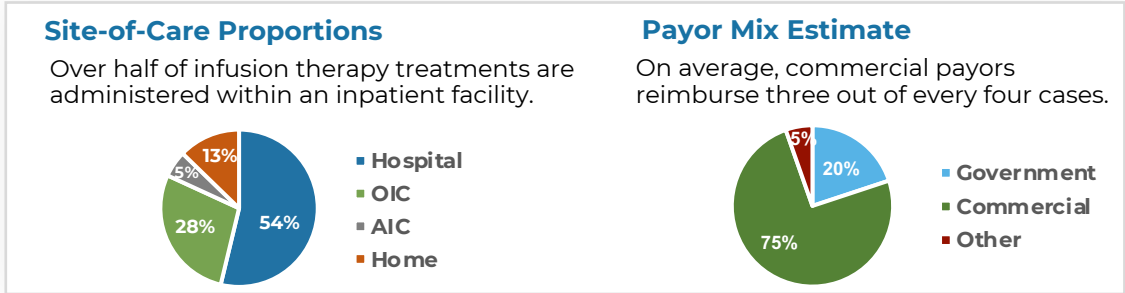 Site-of-Care Proportions
Over half of infusion therapy treatments are
administered within an inpatient facility.
13%
5%
28%
54%
Hospital
OIC
AIC
Home
Payor Mix Estimate
On average, commercial payors
reimburse three out of every four cases.
5%
20%
75%
Government
Commercial
Other